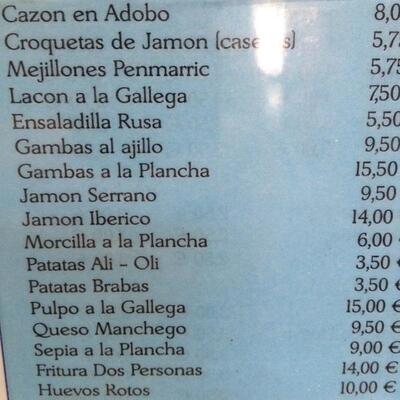 Cazon en Adobo 8,0
Croquetas de Jamon (caseras) 5,75
Mejillones Penmarric 5,75
Lacon a la Gallega 7,50
Ensaladilla Rusa 5,50
Gambas al ajillo 9,50
Gambas a la Plancha 15,50
Jamon Serrano 9,50
Jamon Iberico 14,00
Morcilla a la Plancha 6,00 €
Patatas Ali - Oli 3,50 €
Patatas Brabas 3,50 €
Pulpo a la Gallega 15,00 €
Queso Manchego 9,50 €
Sepia a la Plancha 9,00 €
Fritura Dos Personas 14,00 €
Huevos Rotos 10,00 €